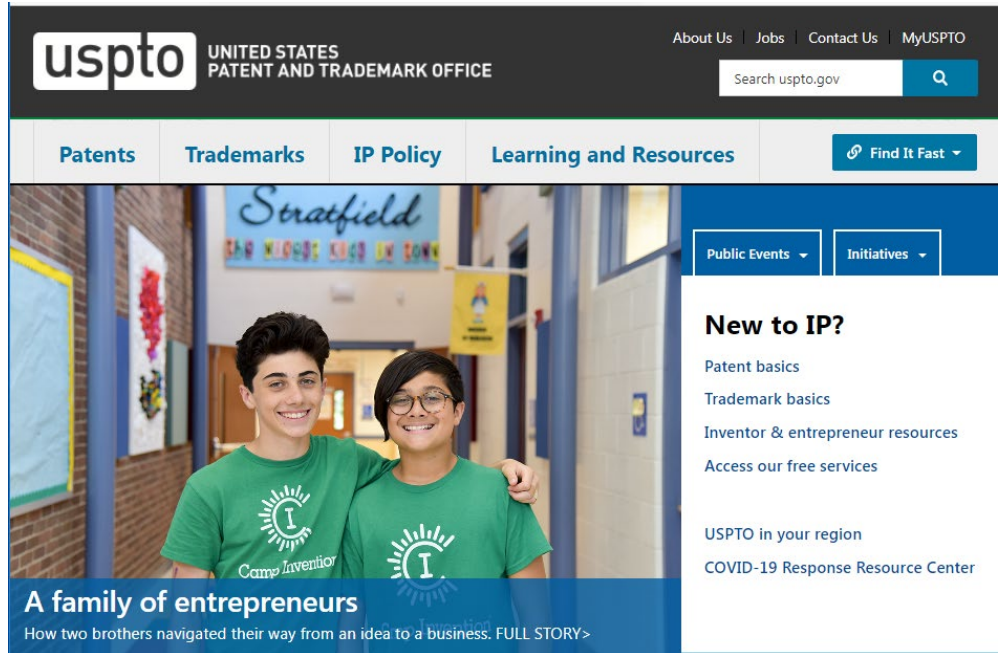 uspto UNITED STATES
PATENT AND TRADEMARK OFFICE
About Us Jobs Contact Us MyUSPTO
Search uspto.gov
Patents Trademarks IP Policy Learning and Resources Find It Fast
Stratfield
Public Events Initiatives
New to IP?
Patent basics
Trademark basics
Inventor & entrepreneur resources
Access our free services
USPTO in your region
COVID-19 Response Resource Center
C I
Camp Invention
C I
Camp Invention
A family of entrepreneurs
How two brothers navigated their way from an idea to a business. FULL STORY>